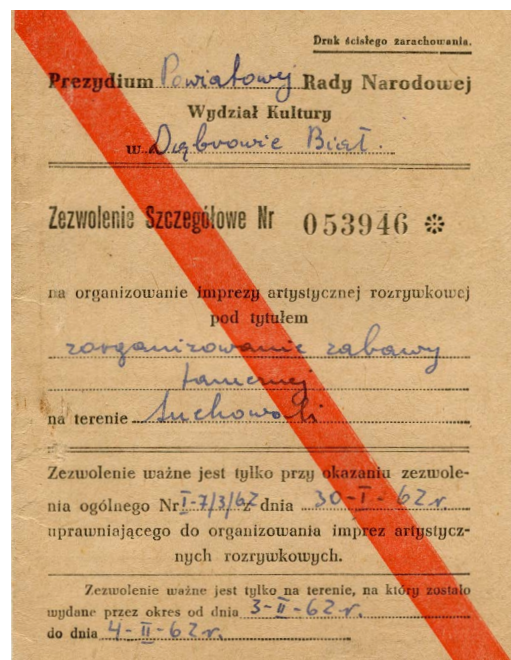 Druk ścisłego zarachowania.
Prezydium Powiatowej Rady Narodowej
Wydział Kultury
w Dąbrowie Biał.
Zezwolenie Szczegółowe Nr 053946 ❋
na organizowanie imprezy artystycznej rozrywkowej
pod tytułem
zorganizowanie zabawy
tanecznej
na terenie Suchowoli
Zezwolenie ważne jest tylko przy okazaniu zezwole-
nia ogólnego Nr I-7/3/62 z dnia 30-I-62 r.
uprawniającego do organizowania imprez artystycz-
nych rozrywkowych.
Zezwolenie ważne jest tylko na terenie, na który zostało
wydane przez okres od dnia 3-II-62 r.
do dnia 4-II-62 r.